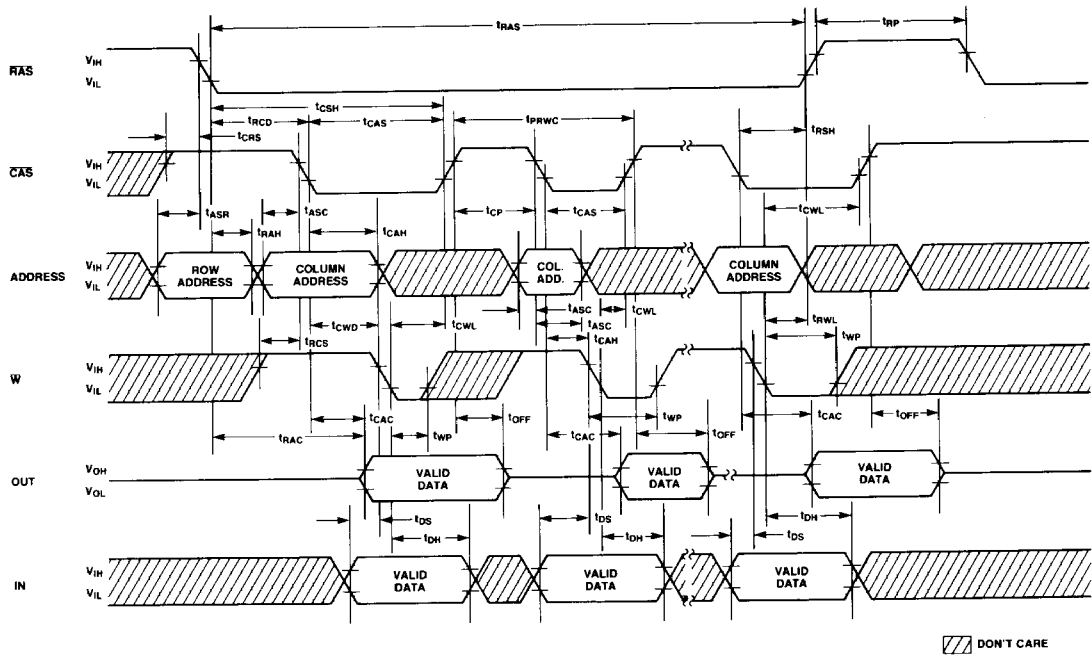 tRAS
tRP
RAS
VIH
VIL
tCSH
tRCD
tCAS
tPRWC
tCRS
tRSH
CAS
VIH
VIL
tASR
tASC
tCP
tCAS
tCWL
tRAH
tCAH
ADDRESS
VIH
VIL
ROW ADDRESS
COLUMN ADDRESS
COL. ADD.
COLUMN ADDRESS
tCWD
tCWL
tASC
tCWL
tASC
tRWL
tRCS
tCAH
tWP
W
VIH
VIL
tCAC
tOFF
tWP
tCAC
tOFF
tRAC
tWP
tCAC
tOFF
OUT
VOH
VOL
VALID DATA
VALID DATA
VALID DATA
tDS
tDH
tDS
tDH
tDH
tDS
IN
VIH
VIL
VALID DATA
VALID DATA
VALID DATA
DON'T CARE